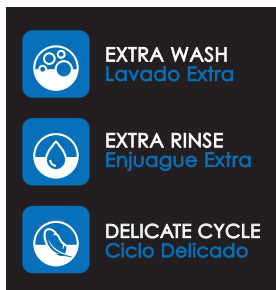 EXTRA WASH
Lavado Extra
EXTRA RINSE
Enjuague Extra
DELICATE CYCLE
Ciclo Delicado